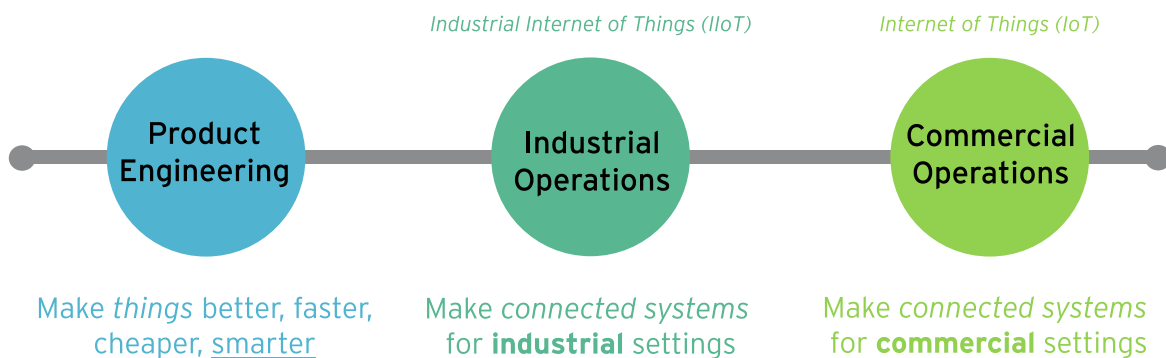 Industrial Internet of Things (IIoT)
Internet of Things (IoT)
Product
Engineering
Industrial
Operations
Commercial
Operations
Make things better, faster,
cheaper, smarter
Make connected systems
for industrial settings
Make connected systems
for commercial settings